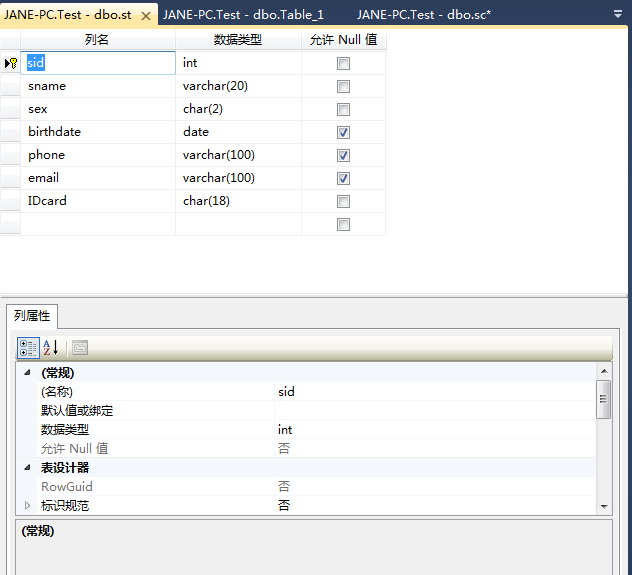 JANE-PC.Test - dbo.st JANE-PC.Test - dbo.Table_1 JANE-PC.Test - dbo.sc*
列名 数据类型 允许 Null 值
sid int
sname varchar(20)
sex char(2)
birthdate date
phone varchar(100)
email varchar(100)
IDcard char(18)
列属性
(常规)
(名称) sid
默认值或绑定
数据类型 int
允许 Null 值 否
表设计器
RowGuid 否
标识规范 否
(常规)